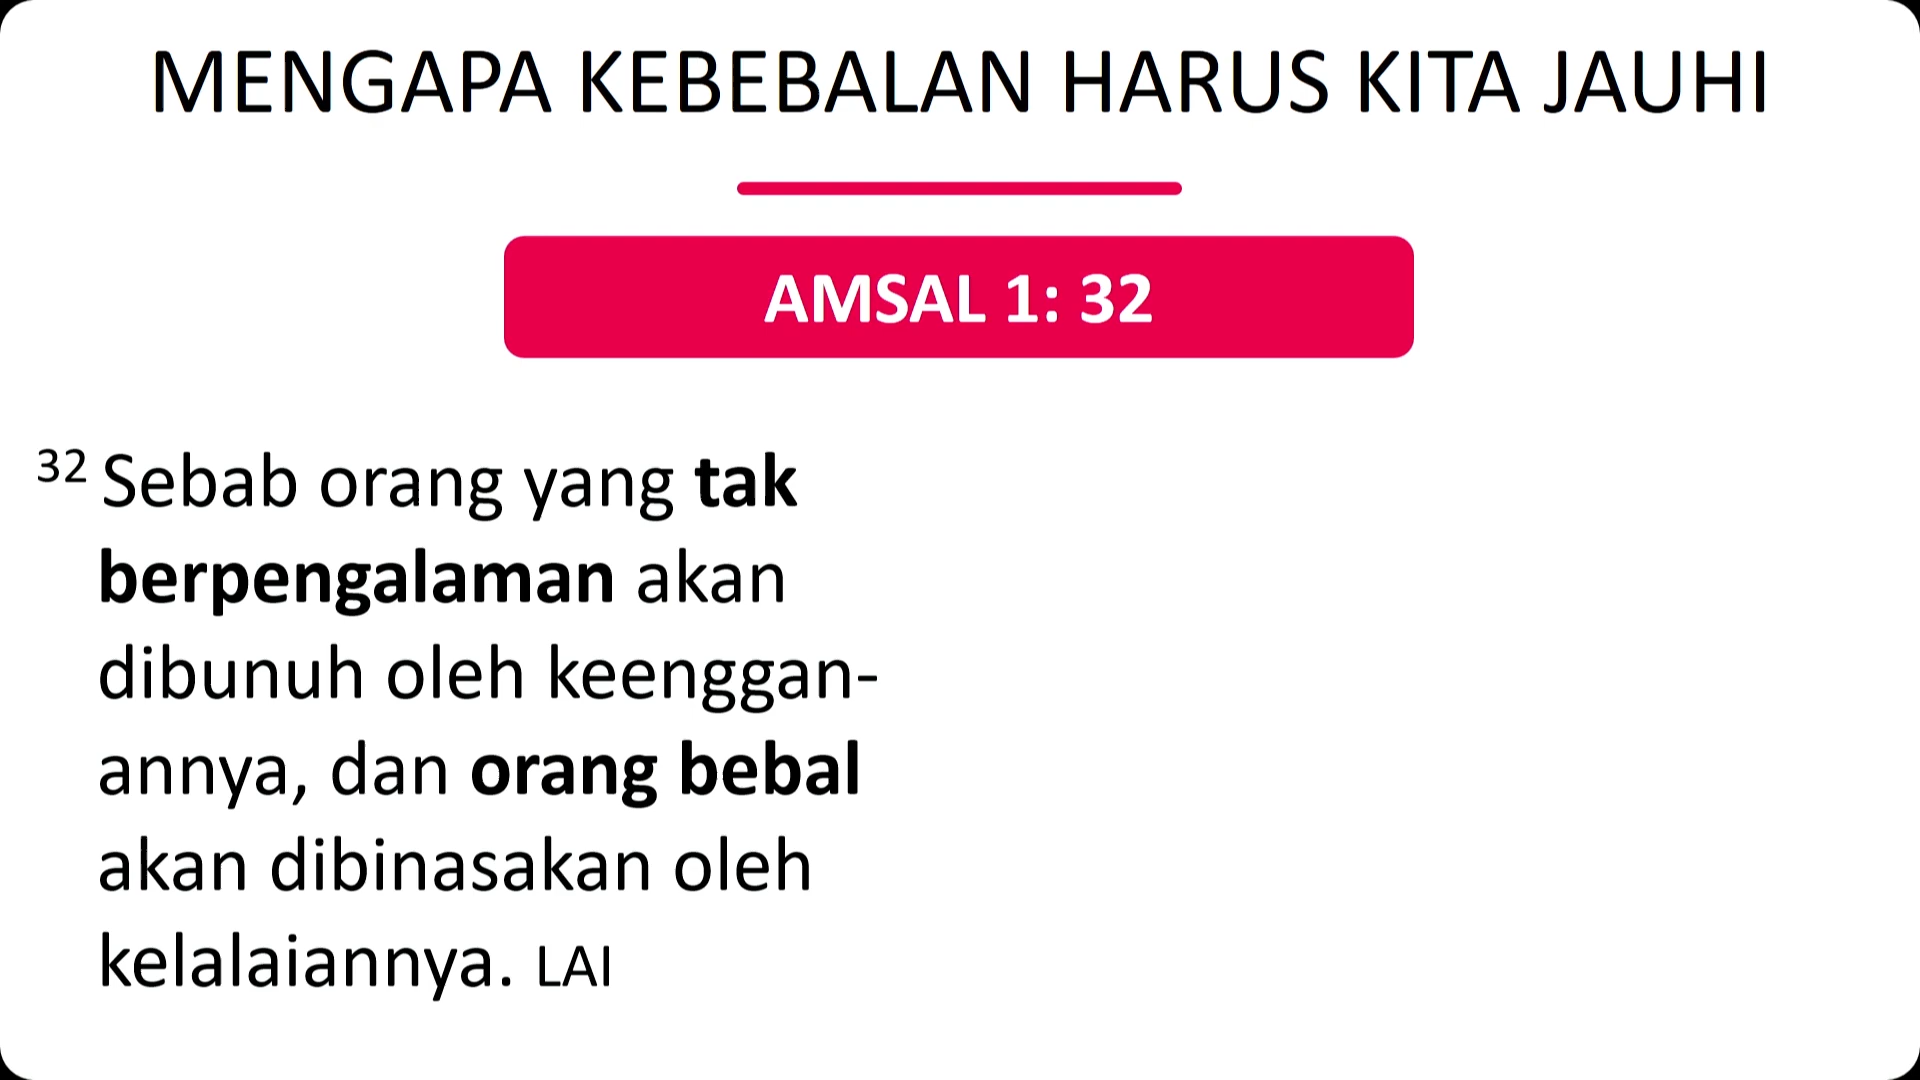 MENGAPA KEBEBALAN HARUS KITA JAUHI
AMSAL 1: 32
32 Sebab orang yang tak
berpengalaman akan
dibunuh oleh keenggan-
annya, dan orang bebal
akan dibinasakan oleh
kelalaiannya. LAI